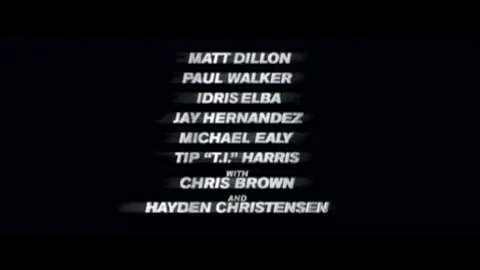 MATT DILLON
PAUL WALKER
IDRIS ELBA
JAY HERNANDEZ
MICHAEL EALY
TIP "T.I." HARRIS
WITH
CHRIS BROWN
AND
HAYDEN CHRISTENSEN